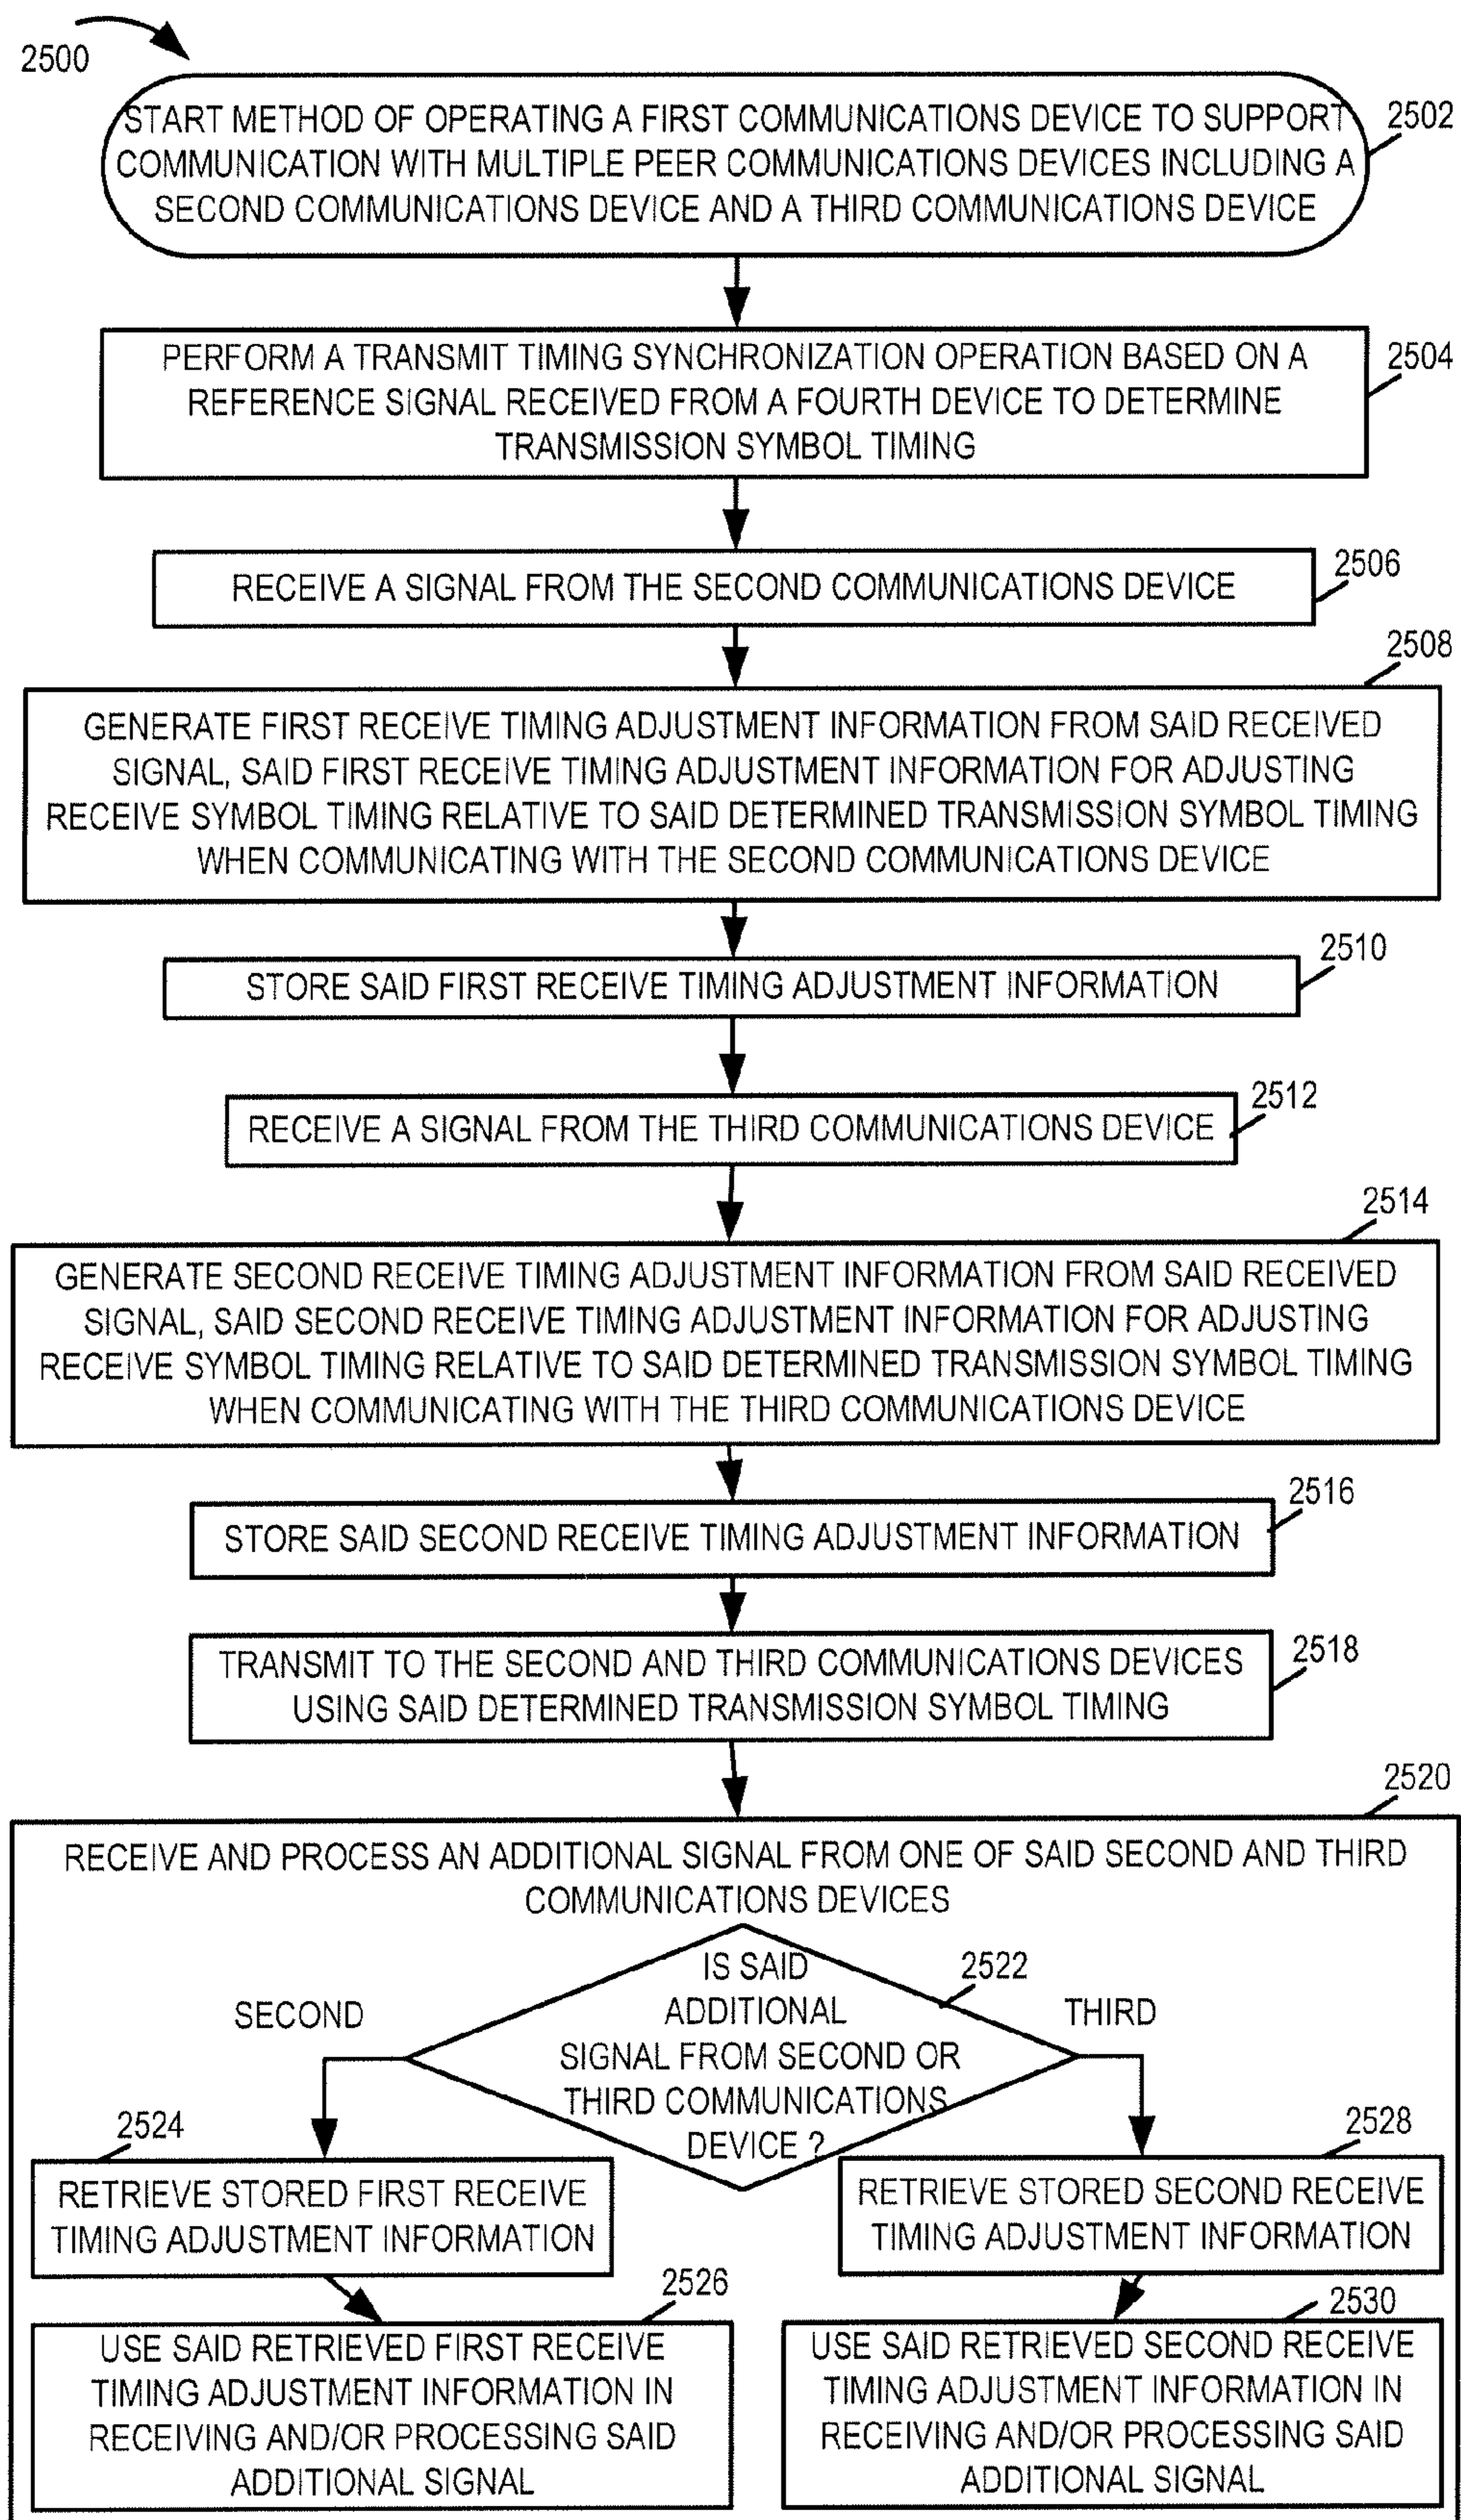 2500
START METHOD OF OPERATING A FIRST COMMUNICATIONS DEVICE TO SUPPORT
COMMUNICATION WITH MULTIPLE PEER COMMUNICATIONS DEVICES INCLUDING A
SECOND COMMUNICATIONS DEVICE AND A THIRD COMMUNICATIONS DEVICE
2502
PERFORM A TRANSMIT TIMING SYNCHRONIZATION OPERATION BASED ON A
REFERENCE SIGNAL RECEIVED FROM A FOURTH DEVICE TO DETERMINE
TRANSMISSION SYMBOL TIMING
2504
RECEIVE A SIGNAL FROM THE SECOND COMMUNICATIONS DEVICE
2506
2508
GENERATE FIRST RECEIVE TIMING ADJUSTMENT INFORMATION FROM SAID RECEIVED
SIGNAL, SAID FIRST RECEIVE TIMING ADJUSTMENT INFORMATION FOR ADJUSTING
RECEIVE SYMBOL TIMING RELATIVE TO SAID DETERMINED TRANSMISSION SYMBOL TIMING
WHEN COMMUNICATING WITH THE SECOND COMMUNICATIONS DEVICE
2510
STORE SAID FIRST RECEIVE TIMING ADJUSTMENT INFORMATION
2512
RECEIVE A SIGNAL FROM THE THIRD COMMUNICATIONS DEVICE
2514
GENERATE SECOND RECEIVE TIMING ADJUSTMENT INFORMATION FROM SAID RECEIVED
SIGNAL, SAID SECOND RECEIVE TIMING ADJUSTMENT INFORMATION FOR ADJUSTING
RECEIVE SYMBOL TIMING RELATIVE TO SAID DETERMINED TRANSMISSION SYMBOL TIMING
WHEN COMMUNICATING WITH THE THIRD COMMUNICATIONS DEVICE
2516
STORE SAID SECOND RECEIVE TIMING ADJUSTMENT INFORMATION
2518
TRANSMIT TO THE SECOND AND THIRD COMMUNICATIONS DEVICES
USING SAID DETERMINED TRANSMISSION SYMBOL TIMING
2520
RECEIVE AND PROCESS AN ADDITIONAL SIGNAL FROM ONE OF SAID SECOND AND THIRD
COMMUNICATIONS DEVICES
IS SAID
ADDITIONAL
SIGNAL FROM SECOND OR
THIRD COMMUNICATIONS
DEVICE ?
2522
SECOND
THIRD
2524
RETRIEVE STORED FIRST RECEIVE
TIMING ADJUSTMENT INFORMATION
2528
RETRIEVE STORED SECOND RECEIVE
TIMING ADJUSTMENT INFORMATION
2526
USE SAID RETRIEVED FIRST RECEIVE
TIMING ADJUSTMENT INFORMATION IN
RECEIVING AND/OR PROCESSING SAID
ADDITIONAL SIGNAL
2530
USE SAID RETRIEVED SECOND RECEIVE
TIMING ADJUSTMENT INFORMATION IN
RECEIVING AND/OR PROCESSING SAID
ADDITIONAL SIGNAL